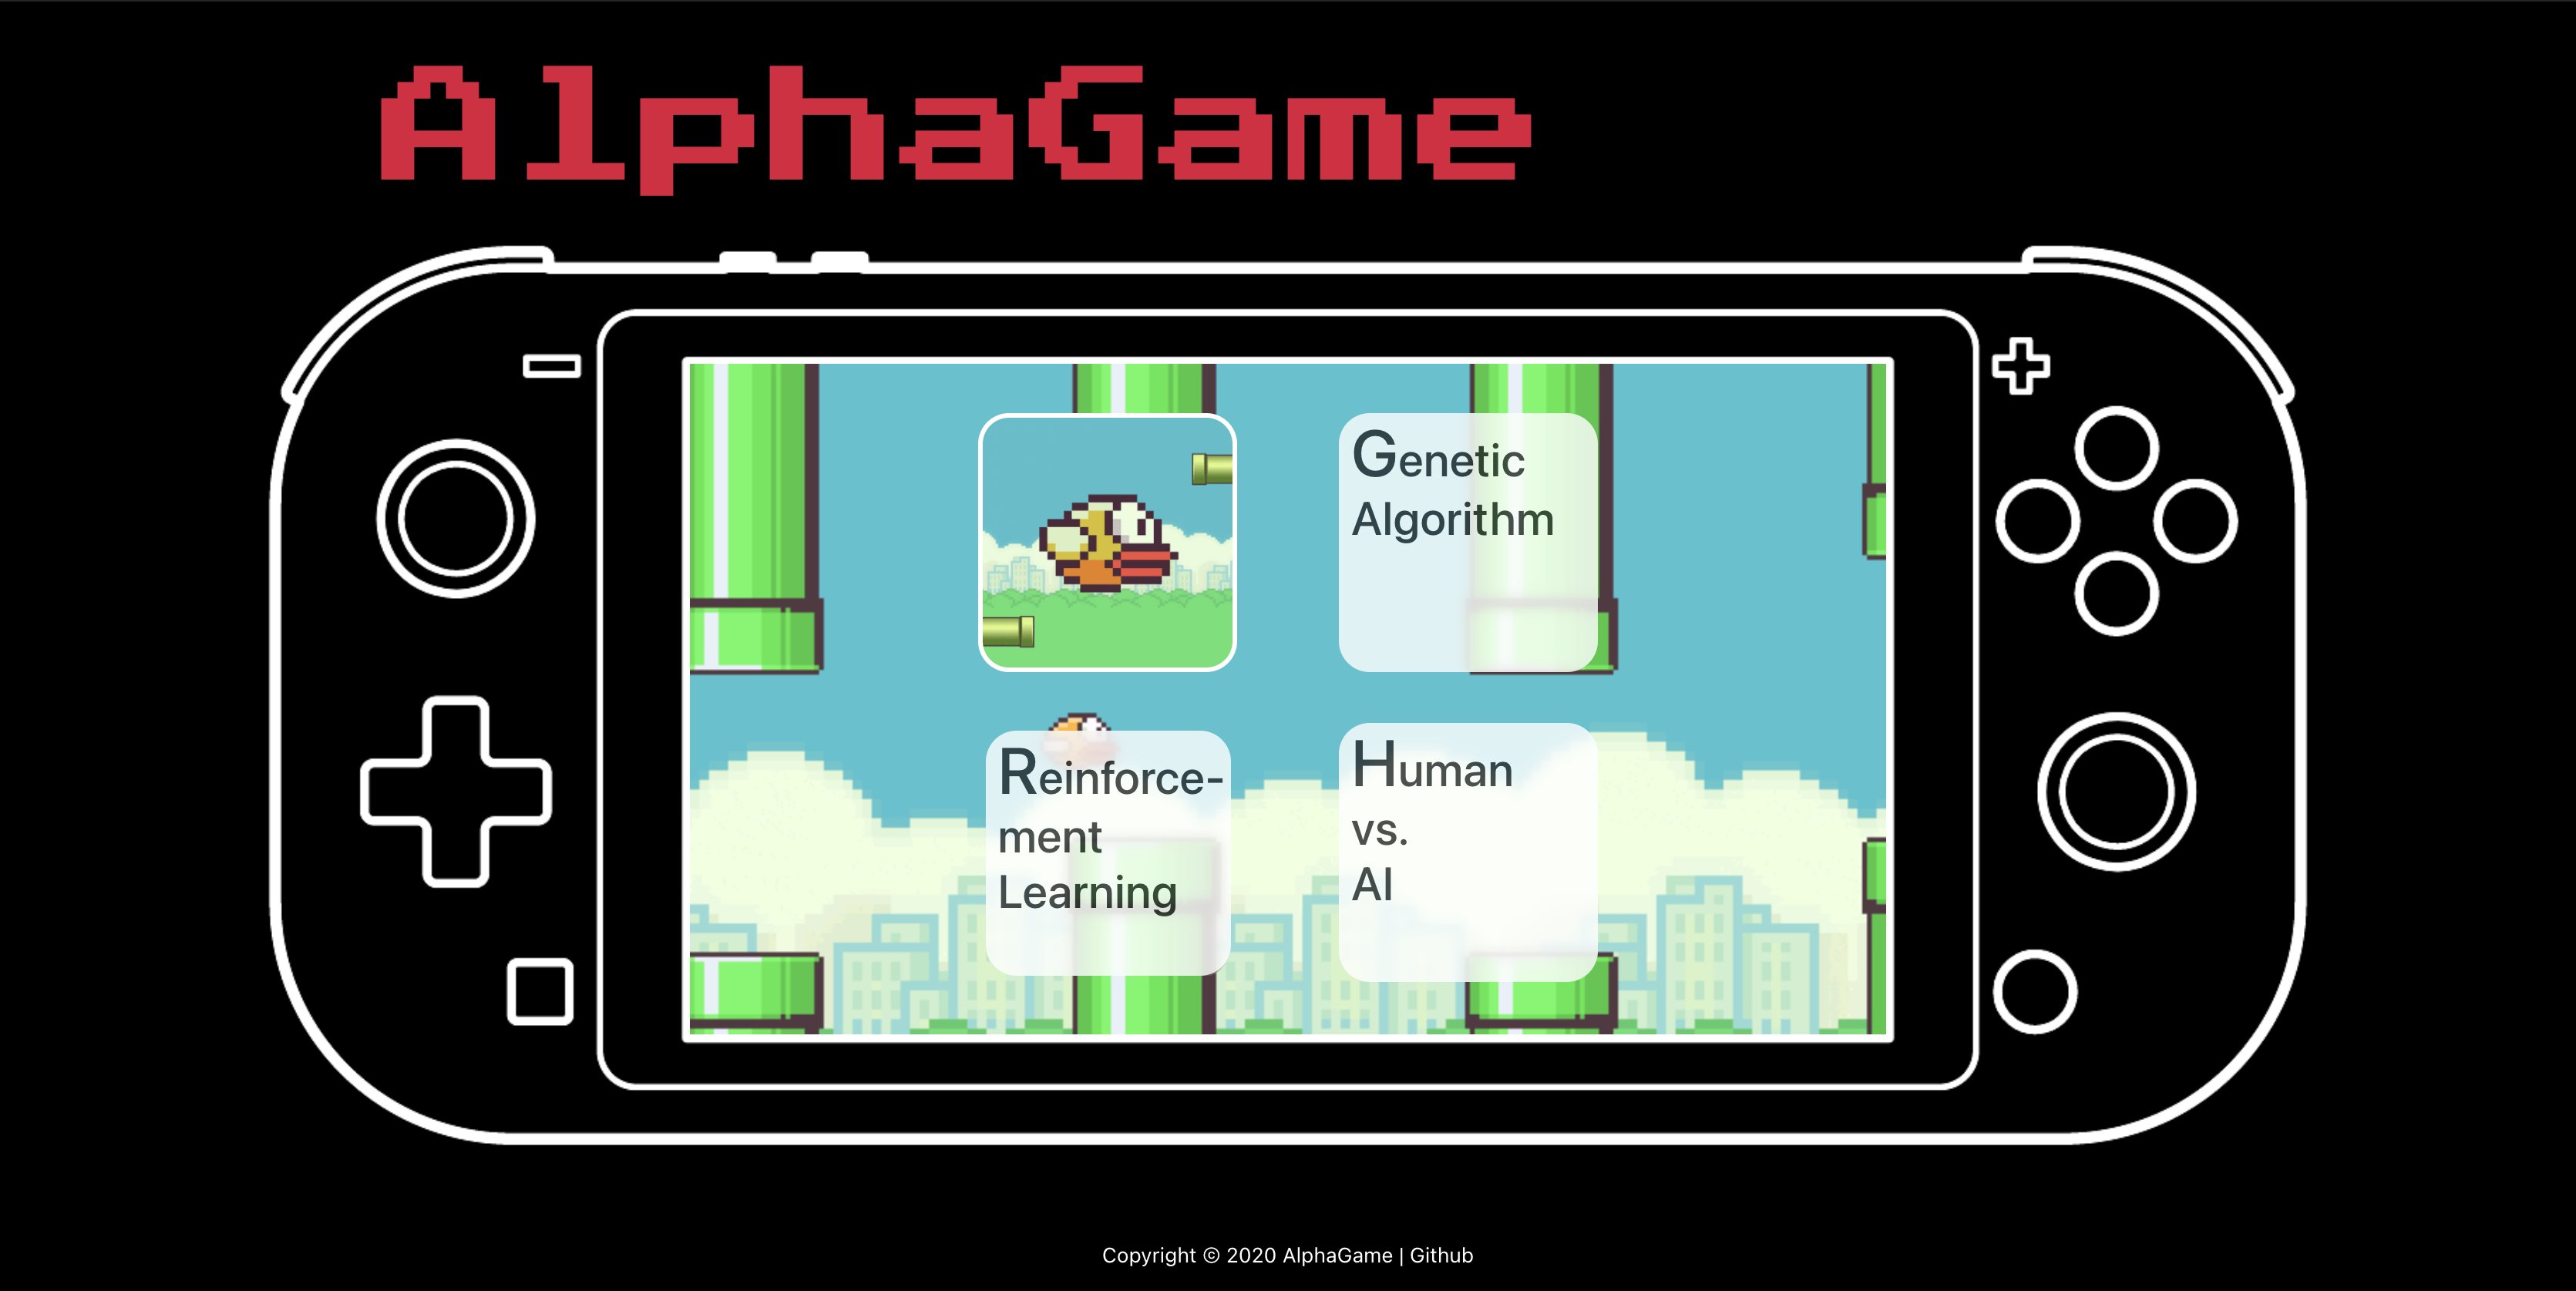 AlphaGame
Genetic
Algorithm
Reinforce-
ment
Learning
Human
vs.
AI
Copyright © 2020 AlphaGame | Github